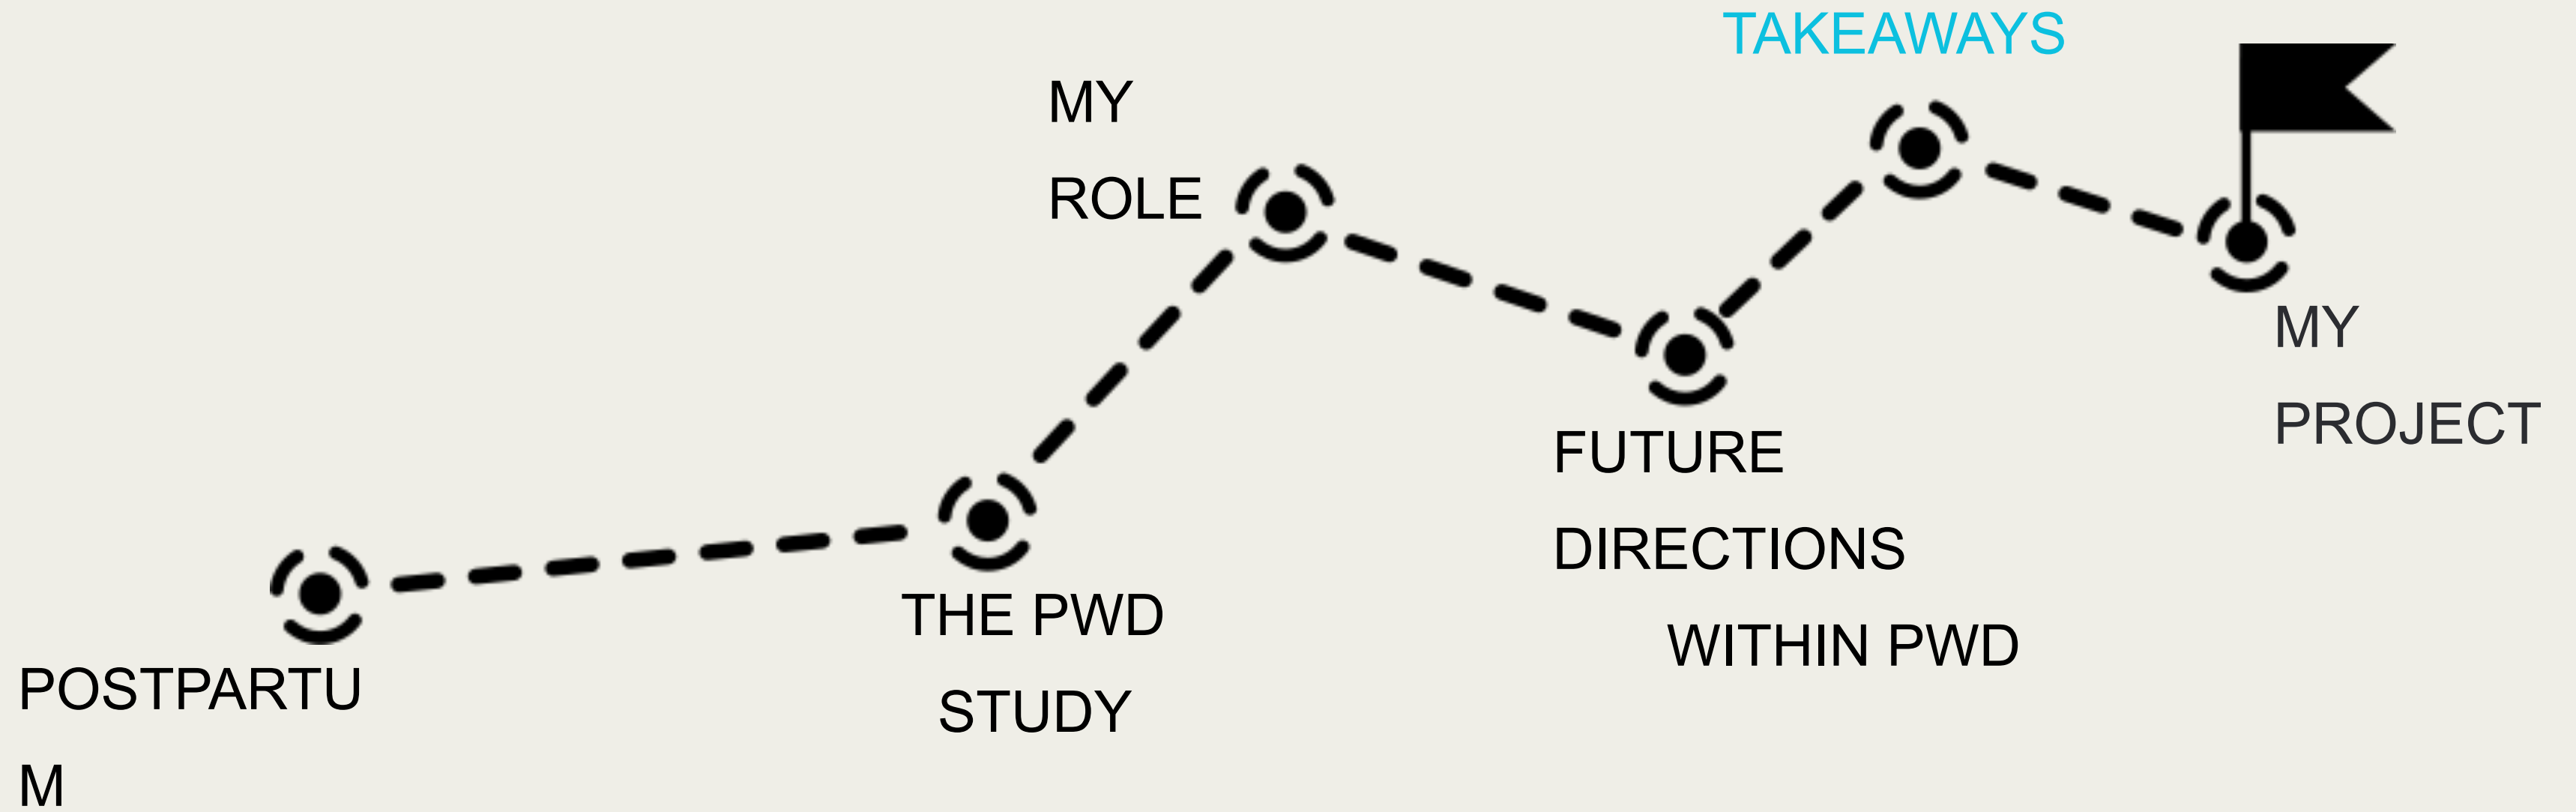 POSTPARTU
M
THE PWD
STUDY
MY
ROLE
FUTURE
DIRECTIONS
WITHIN PWD
TAKEAWAYS
MY
PROJECT